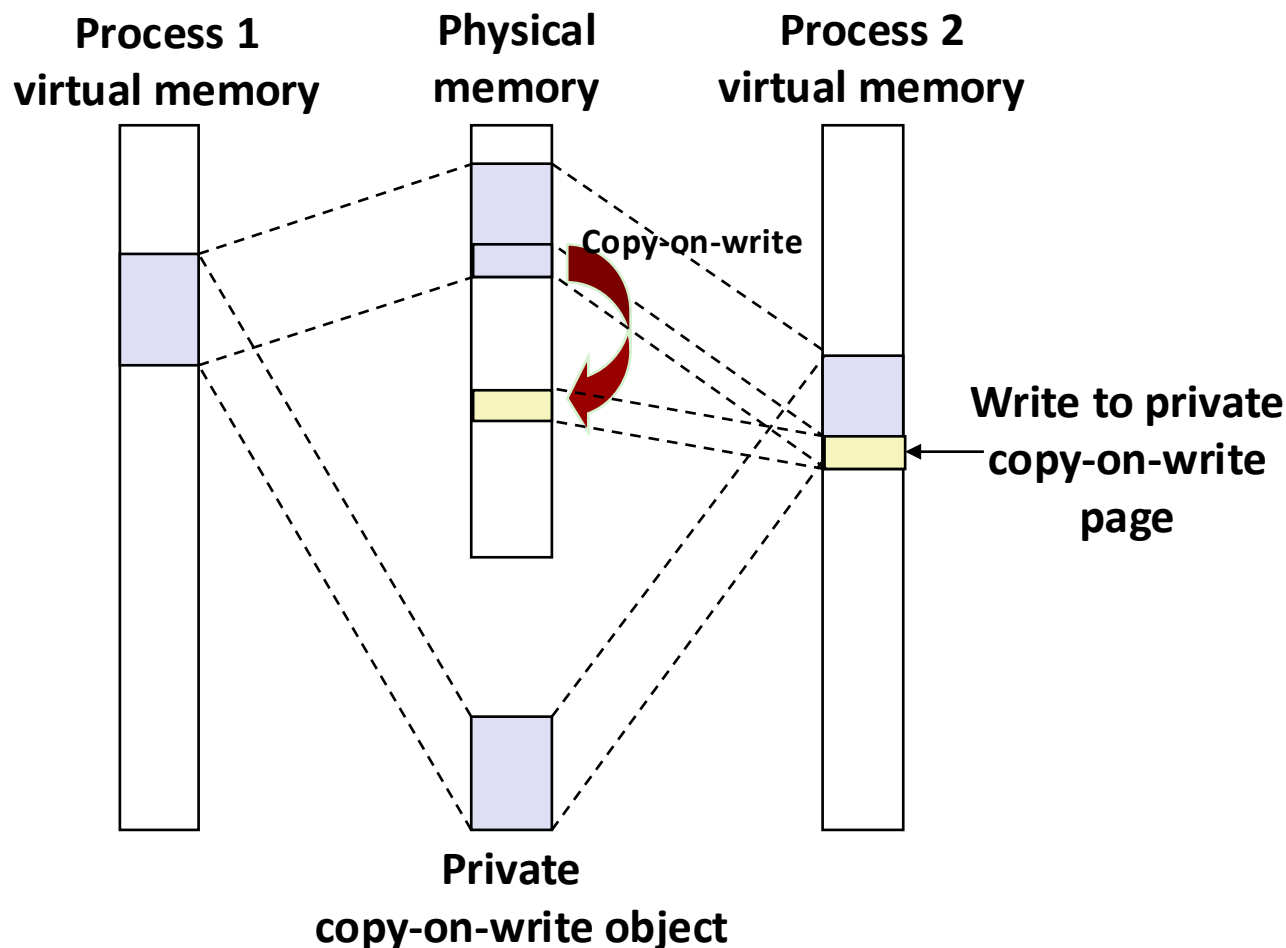 Process 1
virtual memory
Physical
memory
Process 2
virtual memory
Copy-on-write
Write to private
copy-on-write
page
Private
copy-on-write object